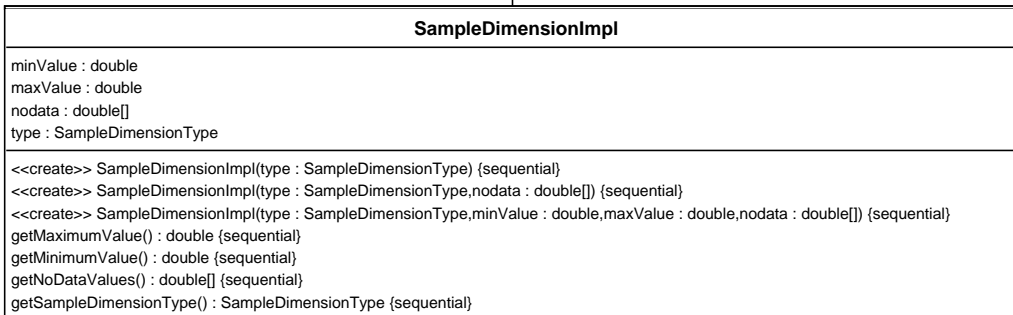 SampleDimensionImpl
minValue : double
maxValue : double
nodata : double[]
type : SampleDimensionType
<<create>> SampleDimensionImpl(type : SampleDimensionType) {sequential}
<<create>> SampleDimensionImpl(type : SampleDimensionType,nodata : double[]) {sequential}
<<create>> SampleDimensionImpl(type : SampleDimensionType,minValue : double,maxValue : double,nodata : double[]) {sequential}
getMaximumValue() : double {sequential}
getMinimumValue() : double {sequential}
getNoDataValues() : double[] {sequential}
getSampleDimensionType() : SampleDimensionType {sequential}